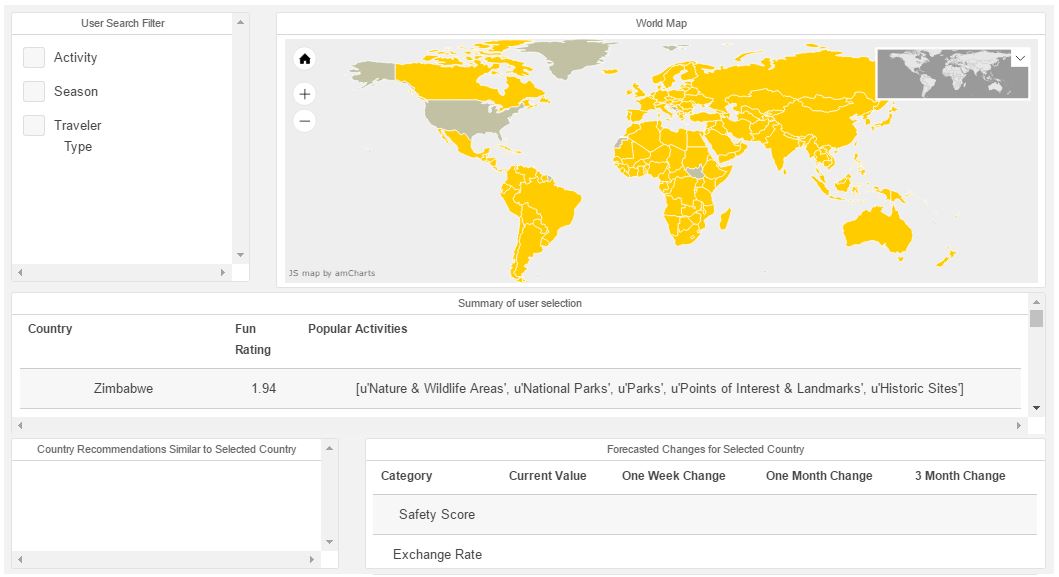 User Search Filter
Activity
Season
Traveler
Type
World Map
JS map by amCharts
Summary of user selection
Country Fun Popular Activities
Rating
Zimbabwe 1.94 [u'Nature & Wildlife Areas', u'National Parks', u'Parks', u'Points of Interest & Landmarks', u'Historic Sites']
Country Recommendations Similar to Selected Country
Forecasted Changes for Selected Country
Category Current Value One Week Change One Month Change 3 Month Change
Safety Score
Exchange Rate